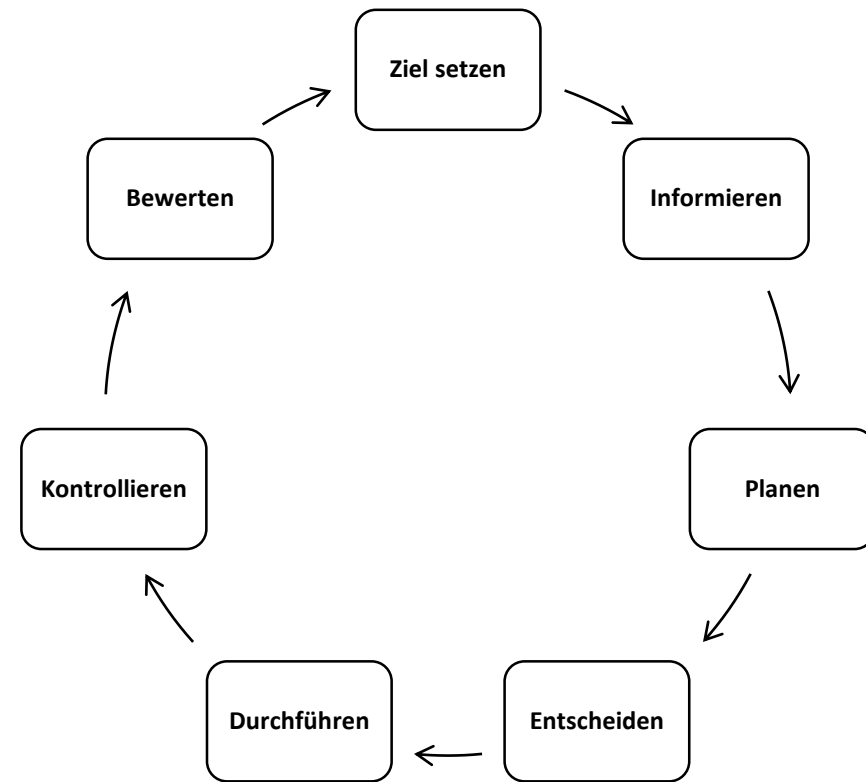 Ziel setzen
Informieren
Planen
Entscheiden
Durchführen
Kontrollieren
Bewerten